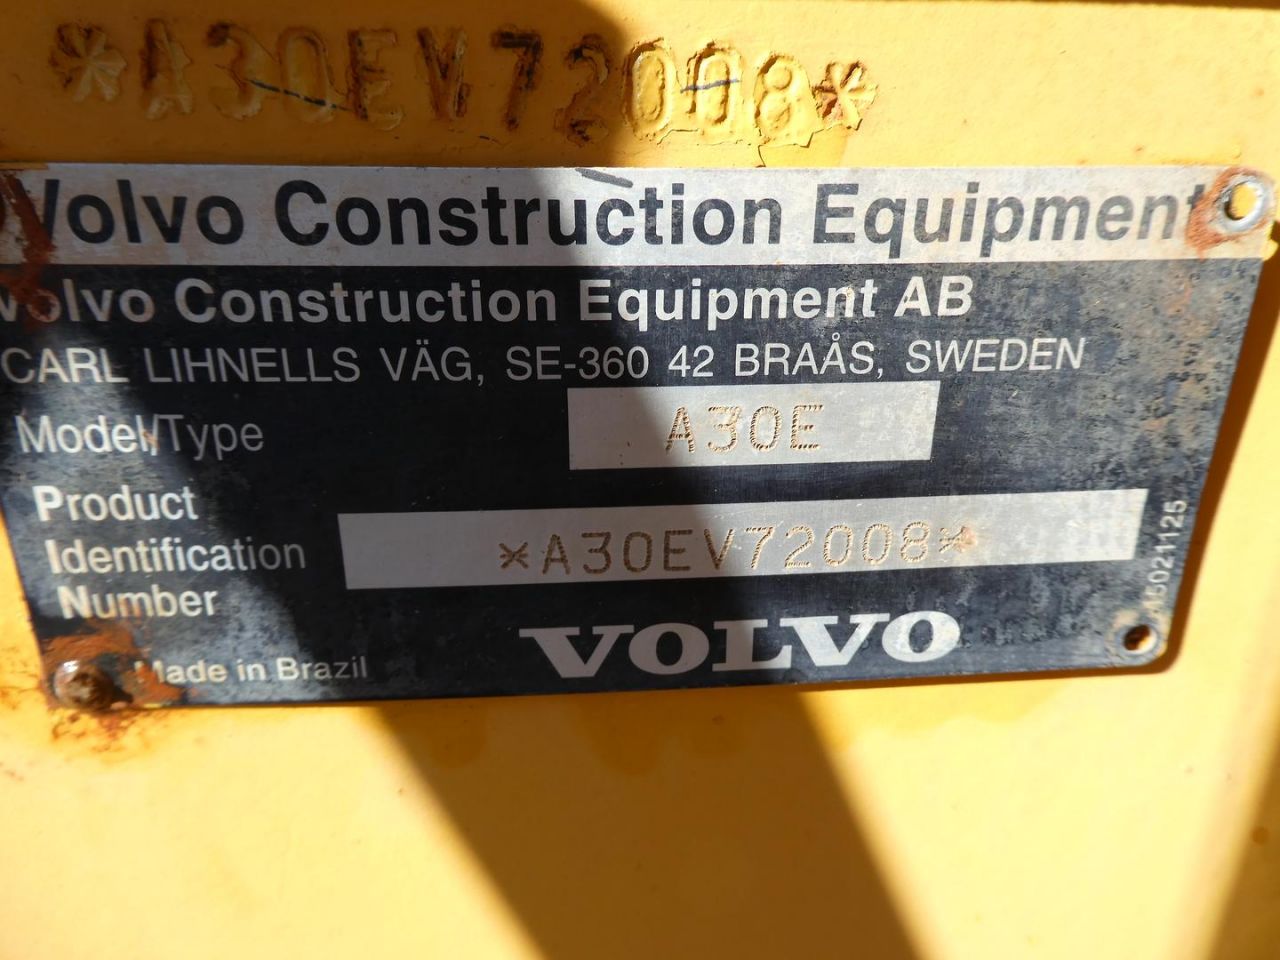 *A30EV72008*
Volvo Construction Equipment
Volvo Construction Equipment AB
CARL LIHNELLS VÄG, SE-360 42 BRAÅS, SWEDEN
Model/Type A30E
Product
Identification *A30EV72008*
Number
Made in Brazil VOLVO
15021125